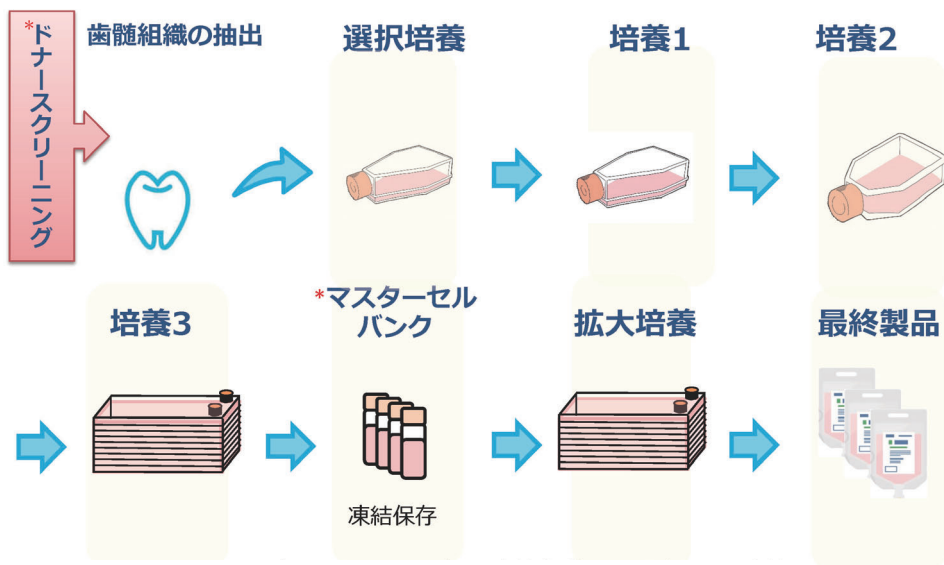 *ドナースクリーニング
歯髄組織の抽出
選択培養
培養1
培養2
培養3
*マスターセル
バンク
凍結保存
拡大培養
最終製品